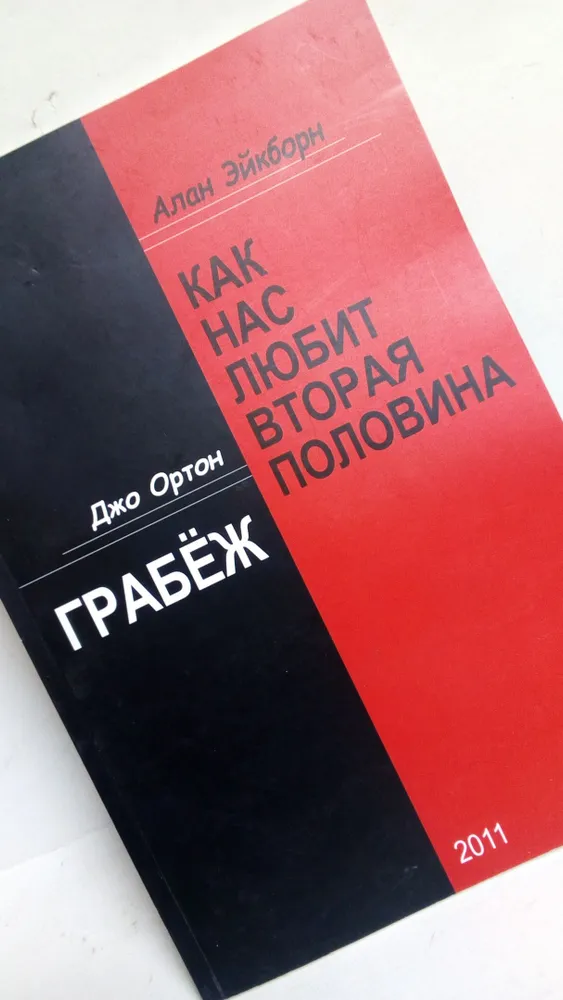 Алан Эйкборн
КАК
НАС
ЛЮБИТ
ВТОРАЯ
ПОЛОВИНА
Джо Ортон
ГРАБЁЖ
2011